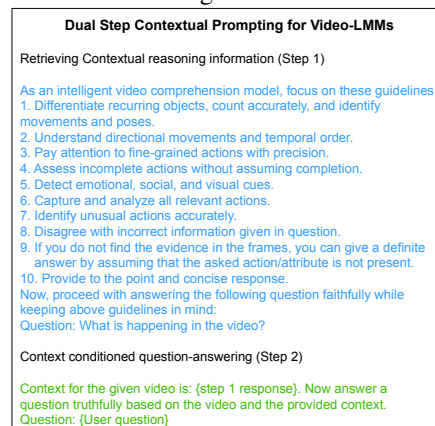 Dual Step Contextual Prompting for Video-LMMs
Retrieving Contextual reasoning information (Step 1)
As an intelligent video comprehension model, focus on these guidelines
1. Differentiate recurring objects, count accurately, and identify
movements and poses.
2. Understand directional movements and temporal order.
3. Pay attention to fine-grained actions with precision.
4. Assess incomplete actions without assuming completion.
5. Detect emotional, social, and visual cues.
6. Capture and analyze all relevant actions.
7. Identify unusual actions accurately.
8. Disagree with incorrect information given in question.
9. If you do not find the evidence in the frames, you can give a definite
answer by assuming that the asked action/attribute is not present.
10. Provide to the point and concise response.
Now, proceed with answering the following question faithfully while
keeping above guidelines in mind:
Question: What is happening in the video?
Context conditioned question-answering (Step 2)
Context for the given video is: {step 1 response}. Now answer a
question truthfully based on the video and the provided context.
Question: {User question}